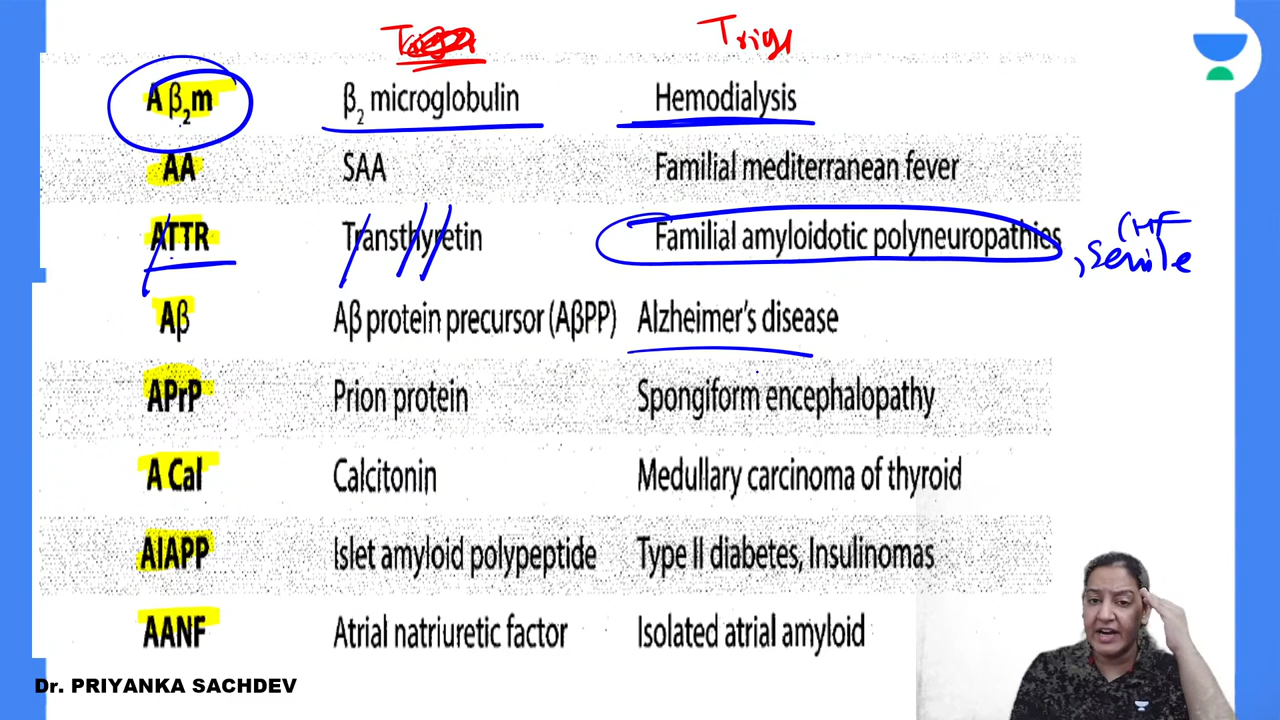 Trigr
A β₂m β₂ microglobulin Hemodialysis
AA SAA Familial mediterranean fever
ATTR Transthyretin Familial amyloidotic polyneuropathies
, Senile
Aβ Aβ protein precursor (AβPP) Alzheimer's disease
APrP Prion protein Spongiform encephalopathy
A Cal Calcitonin Medullary carcinoma of thyroid
AIAPP Islet amyloid polypeptide Type II diabetes, Insulinomas
AANF Atrial natriuretic factor Isolated atrial amyloid
Dr. PRIYANKA SACHDEV